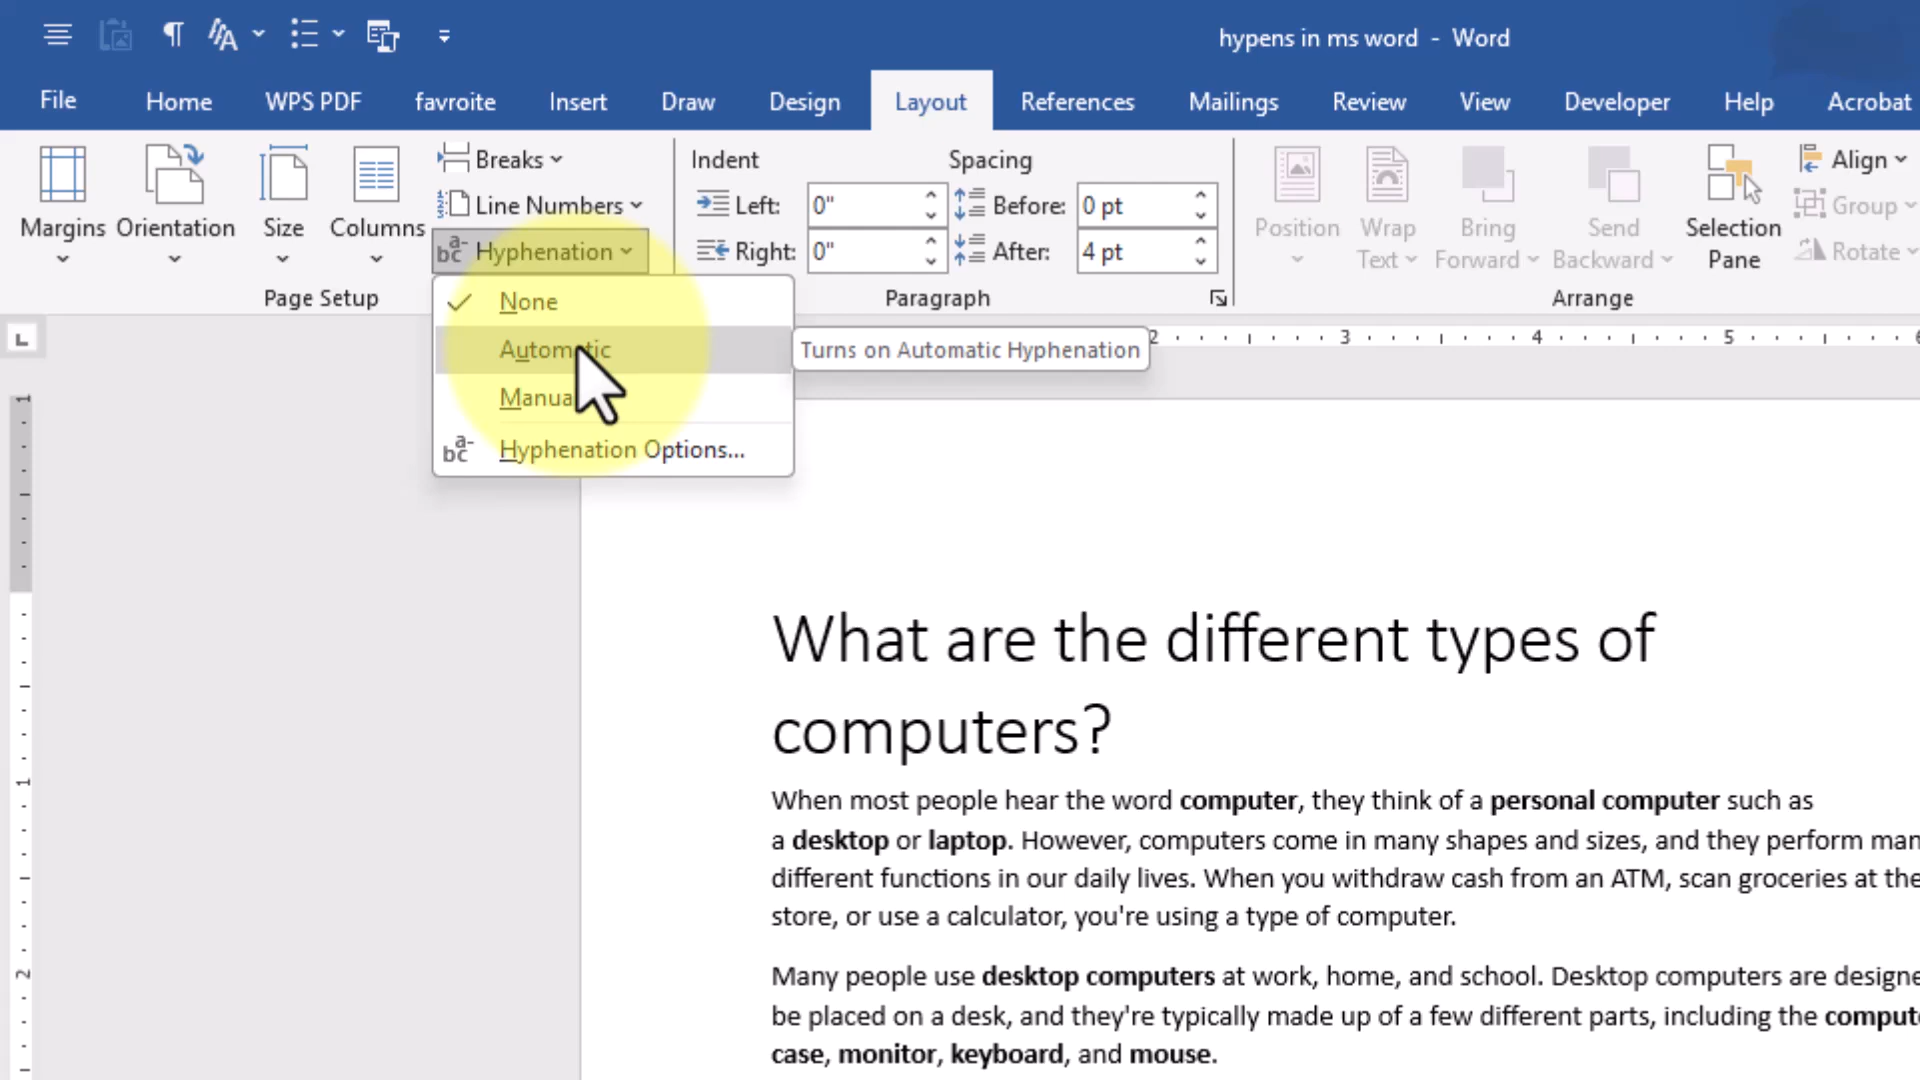 hypens in ms word - Word
File Home WPS PDF favroite Insert Draw Design Layout References Mailings Review View Developer Help Acrobat
Margins Orientation Size Columns
Breaks
Line Numbers
Hyphenation
Page Setup
Indent Spacing
Left: 0" Before: 0 pt
Right: 0" After: 4 pt
Paragraph
Position Wrap Text Bring Forward Send Backward Selection Pane
Align
Group
Rotate
Arrange
None
Automatic
Hyphenation Options...
Turns on Automatic Hyphenation
L
2 3 4 5
1
1
2
What are the different types of
computers?
When most people hear the word computer, they think of a personal computer such as
a desktop or laptop. However, computers come in many shapes and sizes, and they perform man
different functions in our daily lives. When you withdraw cash from an ATM, scan groceries at the
store, or use a calculator, you're using a type of computer.
Many people use desktop computers at work, home, and school. Desktop computers are designe
be placed on a desk, and they're typically made up of a few different parts, including the compute
case, monitor, keyboard, and mouse.